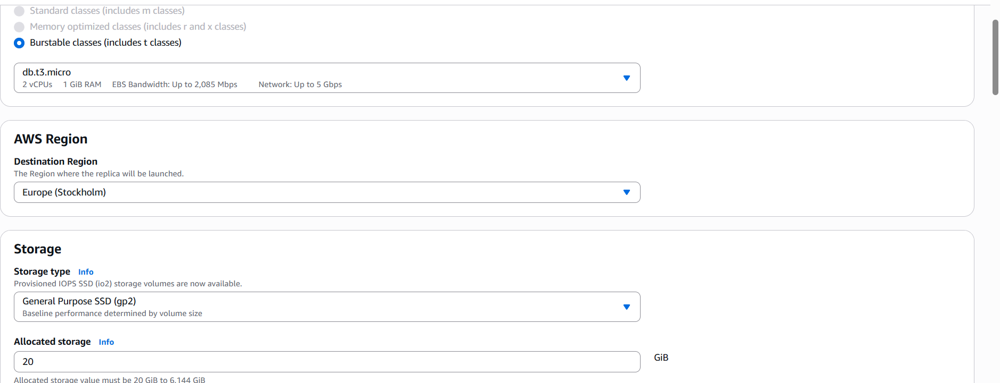 Standard classes (includes m classes)
Memory optimized classes (includes r and x classes)
Burstable classes (includes t classes)
db.t3.micro
2 vCPUs 1 GiB RAM EBS Bandwidth: Up to 2,085 Mbps Network: Up to 5 Gbps
AWS Region
Destination Region
The Region where the replica will be launched.
Europe (Stockholm)
Storage
Storage type Info
Provisioned IOPS SSD (io2) storage volumes are now available.
General Purpose SSD (gp2)
Baseline performance determined by volume size
Allocated storage Info
20 GiB
Allocated storage value must be 20 GiB to 6,144 GiB